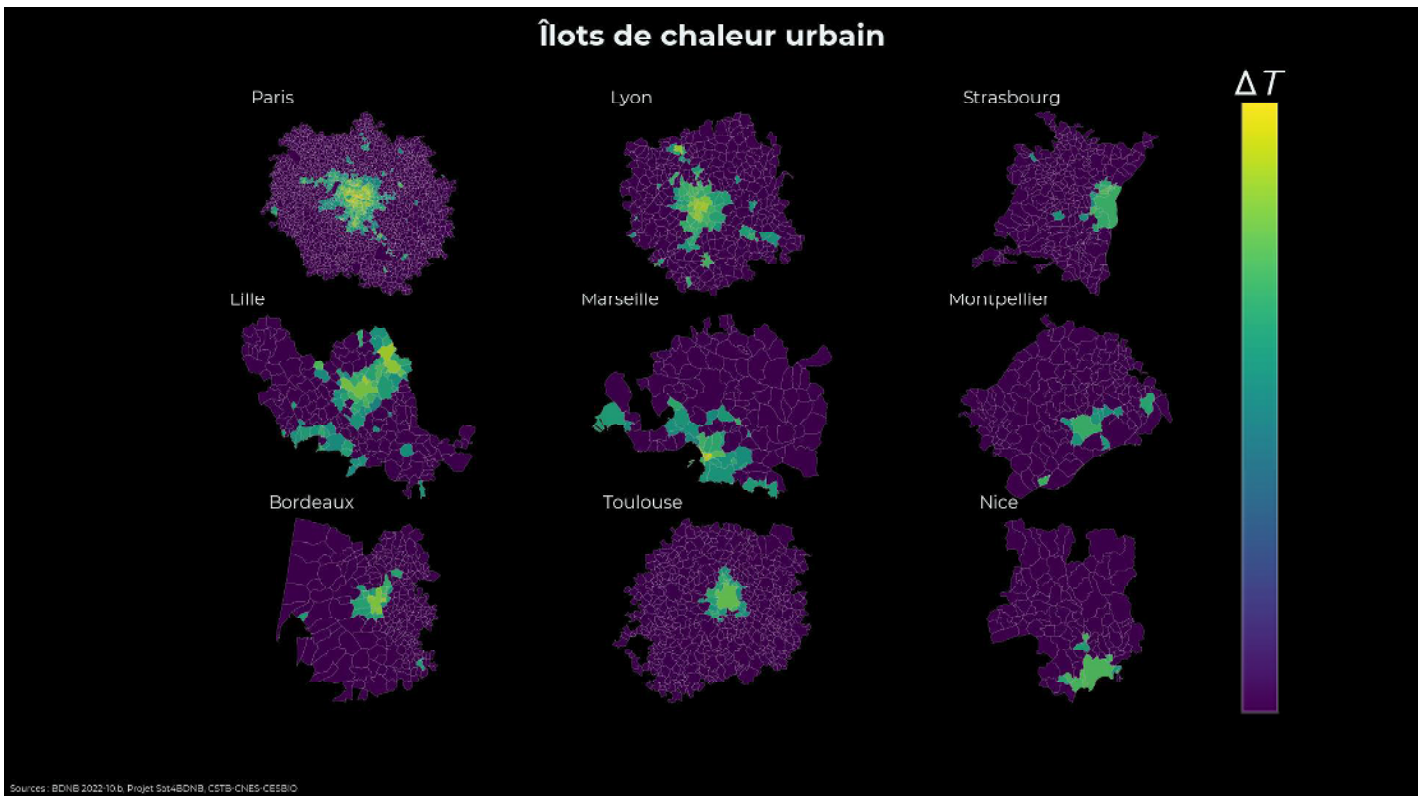 Îlots de chaleur urbain
ΔT
Paris
Lyon
Strasbourg
Lille
Marseille
Montpellier
Bordeaux
Toulouse
Nice
Sources : BDNB 2022-10.b, Projet Sat4BDNB, CSTB-CNES-CESBIO